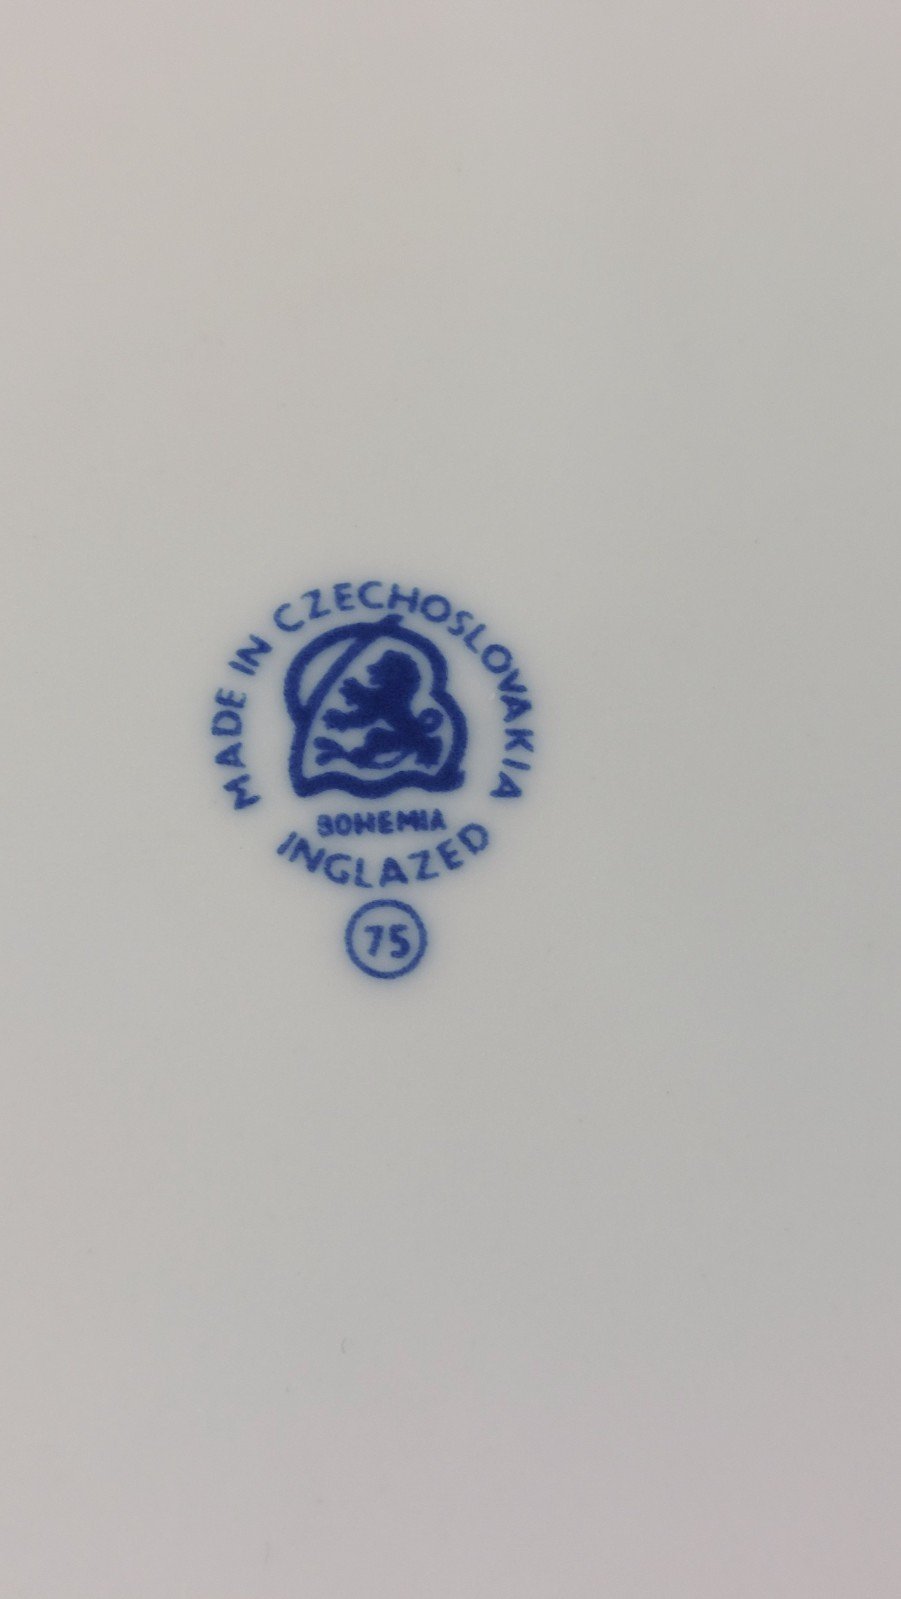 MADE IN CZECHOSLOVAKIA
BOHEMIA
INGLAZED
75